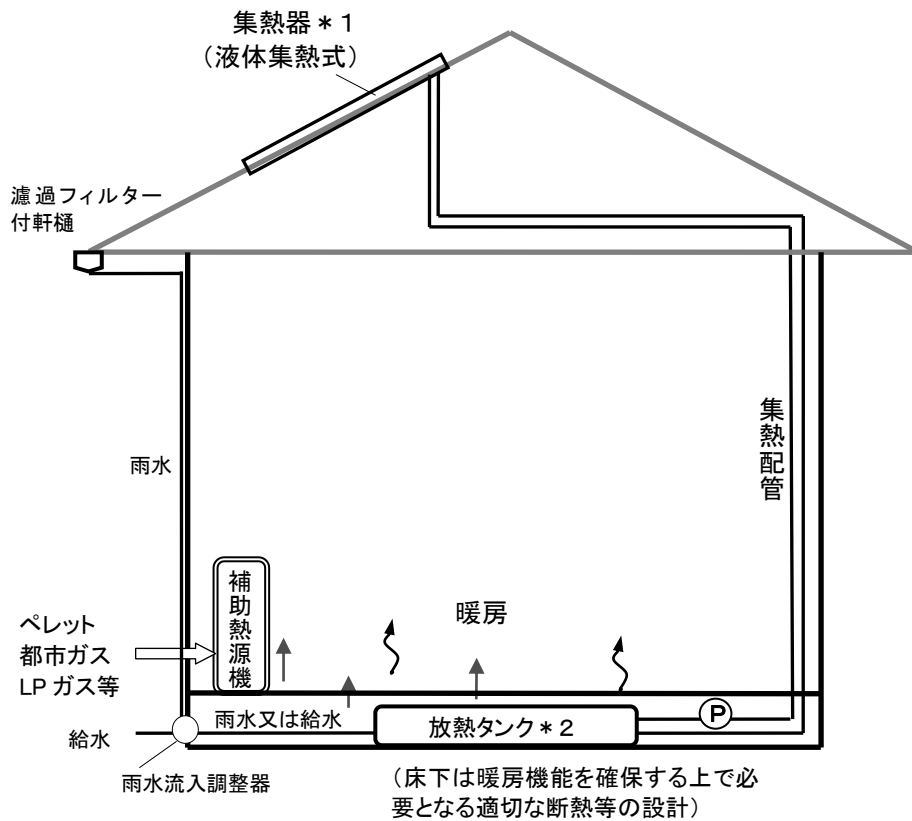 集熱器*1
(液体集熱式)
濾過フィルター
付軒樋
集熱配管
雨水
補助熱源機
暖房
ペレット
都市ガス
LPガス等
雨水又は給水
放熱タンク*2
P
給水
雨水流入調整器
(床下は暖房機能を確保する上で必
要となる適切な断熱等の設計)